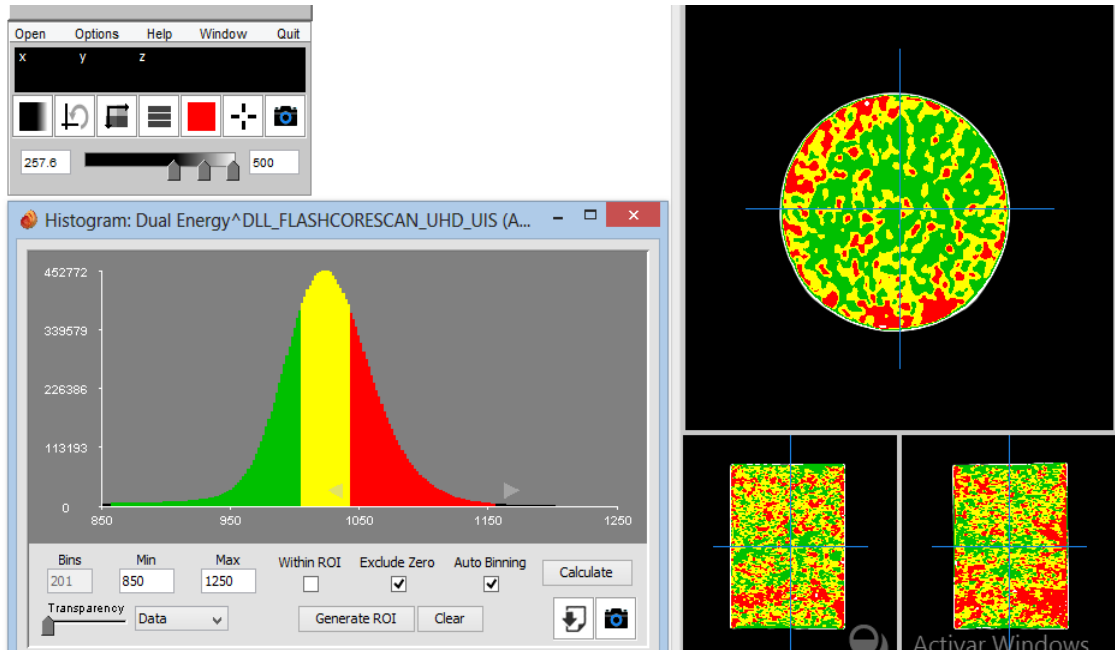 Open Options Help Window Quit
x y z
257.6 500
Histogram: Dual Energy^DLL_FLASHCORESCAN_UHD_UIS (A...
452772
339579
226386
113193
0
850 950 1050 1150 1250
Bins Min Max Within ROI Exclude Zero Auto Binning
201 850 1250 Calculate
Transparency Data Generate ROI Clear
Activar Windows